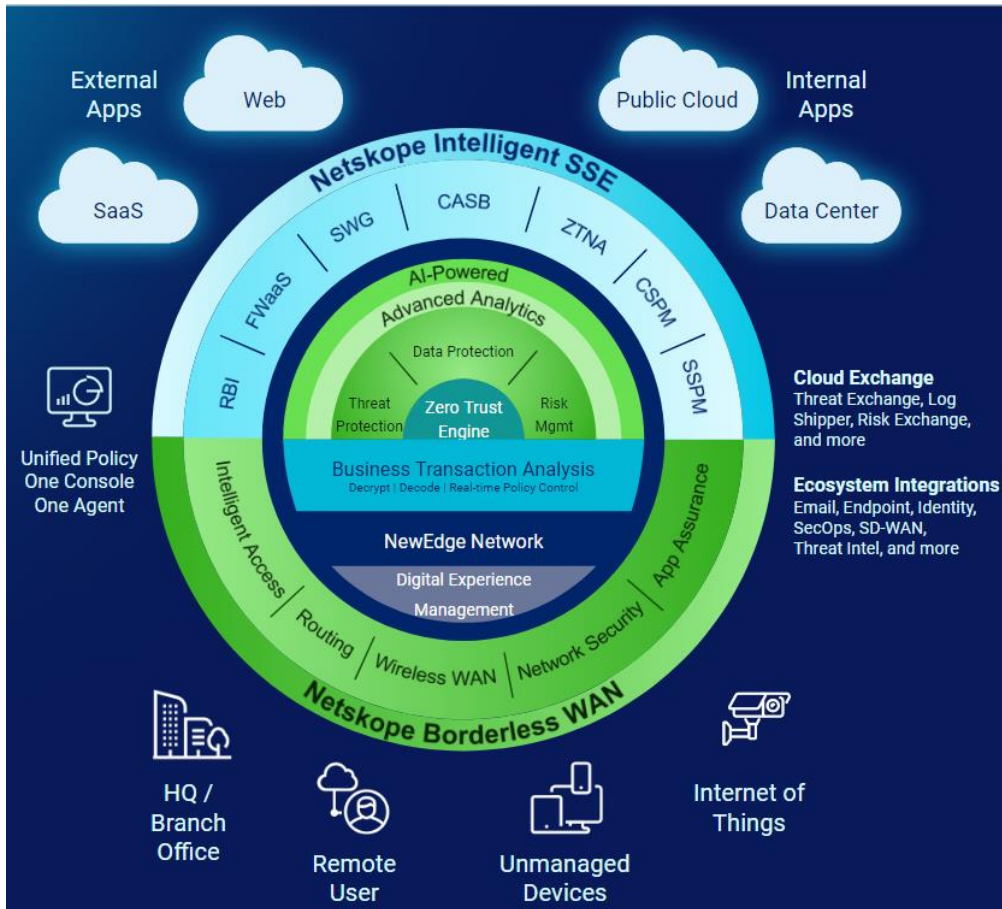 External
Apps
Web
SaaS
Public Cloud
Internal
Apps
Data Center
Netskope Intelligent SSE
RBI
FWaaS
SWG
CASB
ZTNA
CSPM
SSPM
AI-Powered
Advanced Analytics
Data Protection
Threat
Protection
Zero Trust
Engine
Risk
Mgmt
Business Transaction Analysis
Decrypt | Decode | Real-time Policy Control
NewEdge Network
Digital Experience
Management
Intelligent Access
Routing
Wireless WAN
Network Security
App Assurance
Netskope Borderless WAN
Unified Policy
One Console
One Agent
Cloud Exchange
Threat Exchange, Log
Shipper, Risk Exchange,
and more
Ecosystem Integrations
Email, Endpoint, Identity,
SecOps, SD-WAN,
Threat Intel, and more
HQ /
Branch
Office
Remote
User
Unmanaged
Devices
Internet of
Things